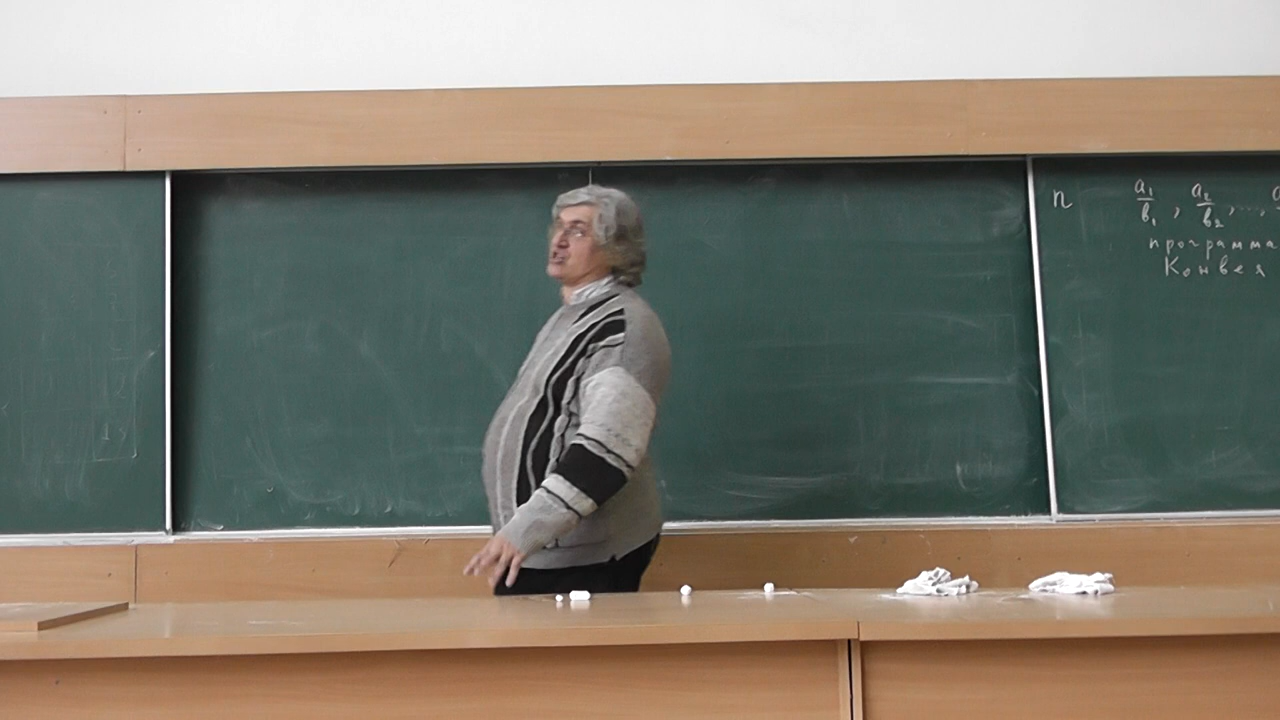 n a₁/b₁, a₂/b₂, ...,
программа
Конвея